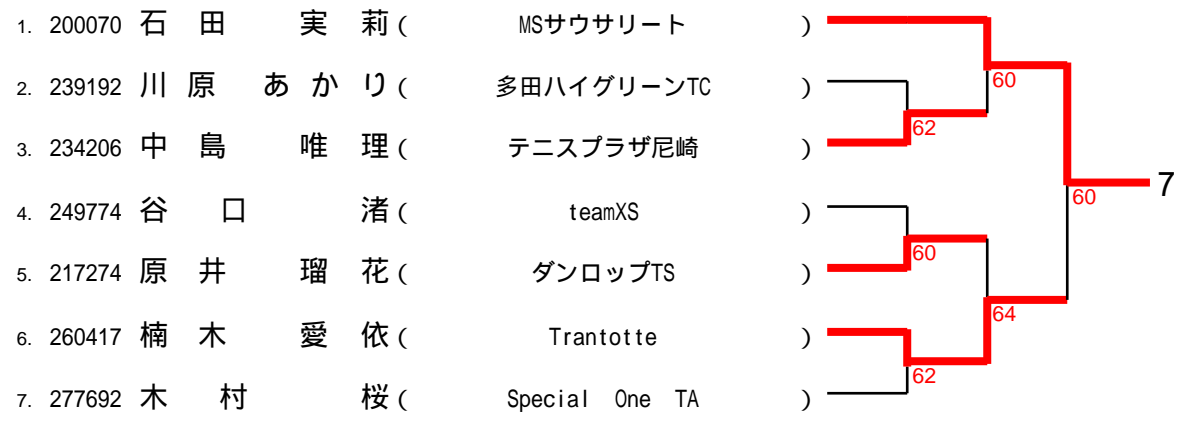 1. 200070 石田 実莉 ( MSサウサリート )
60
2. 239192 川原 あかり ( 多田ハイグリーンTC )
62
3. 234206 中島 唯理 ( テニスプラザ尼崎 )
7
60
4. 249774 谷口 渚 ( teamXS )
60
5. 217274 原井 瑠花 ( ダンロップTS )
64
6. 260417 楠木 愛依 ( Trantotte )
62
7. 277692 木村 桜 ( Special One TA )